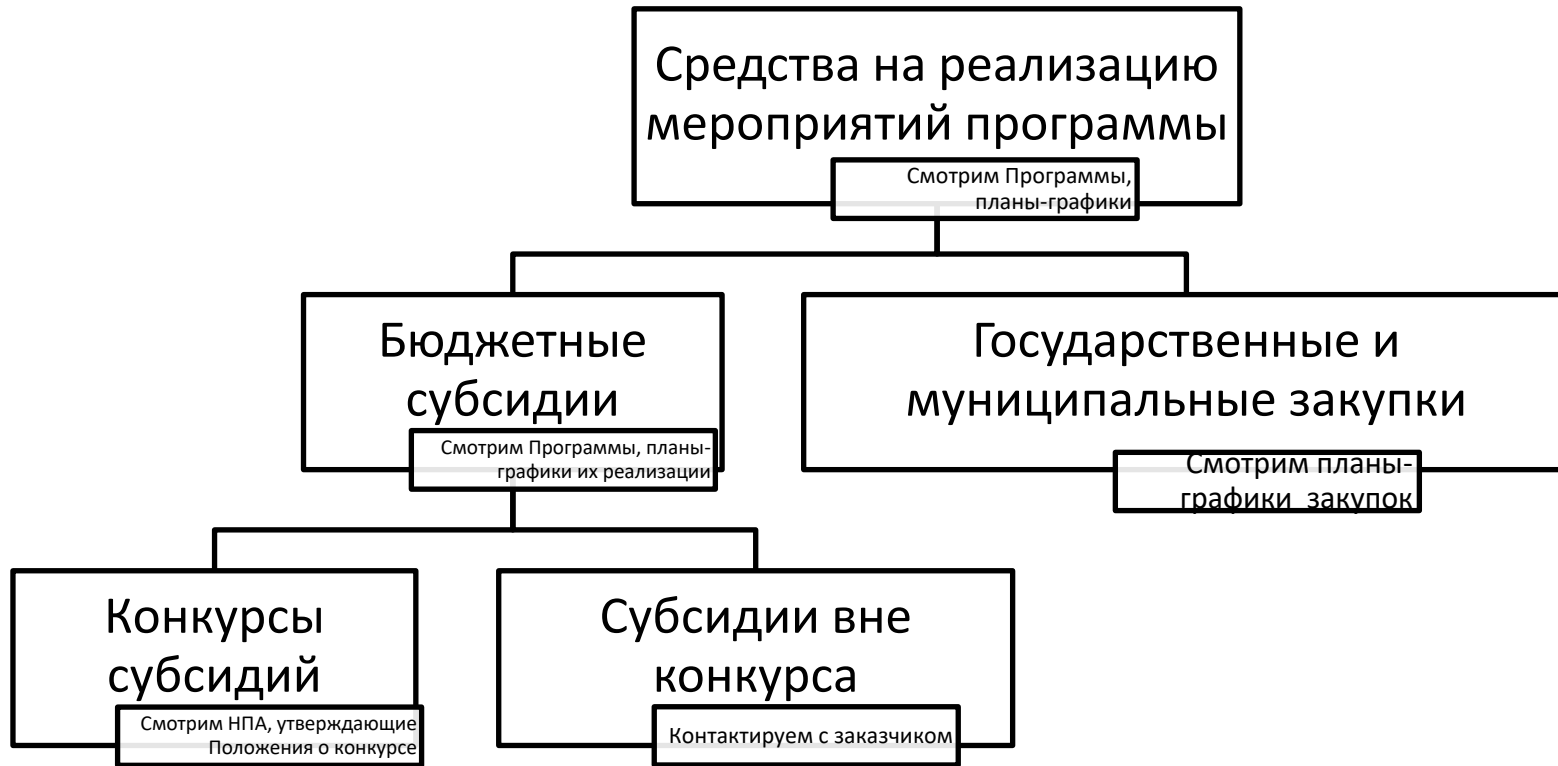 Средства на реализацию
мероприятий программы
Смотрим Программы,
планы-графики
Бюджетные
субсидии
Смотрим Программы, планы-
графики их реализации
Государственные и
муниципальные закупки
Смотрим планы-
графики закупок
Конкурсы
субсидий
Смотрим НПА, утверждающие
Положения о конкурсе
Субсидии вне
конкурса
Контактируем с заказчиком